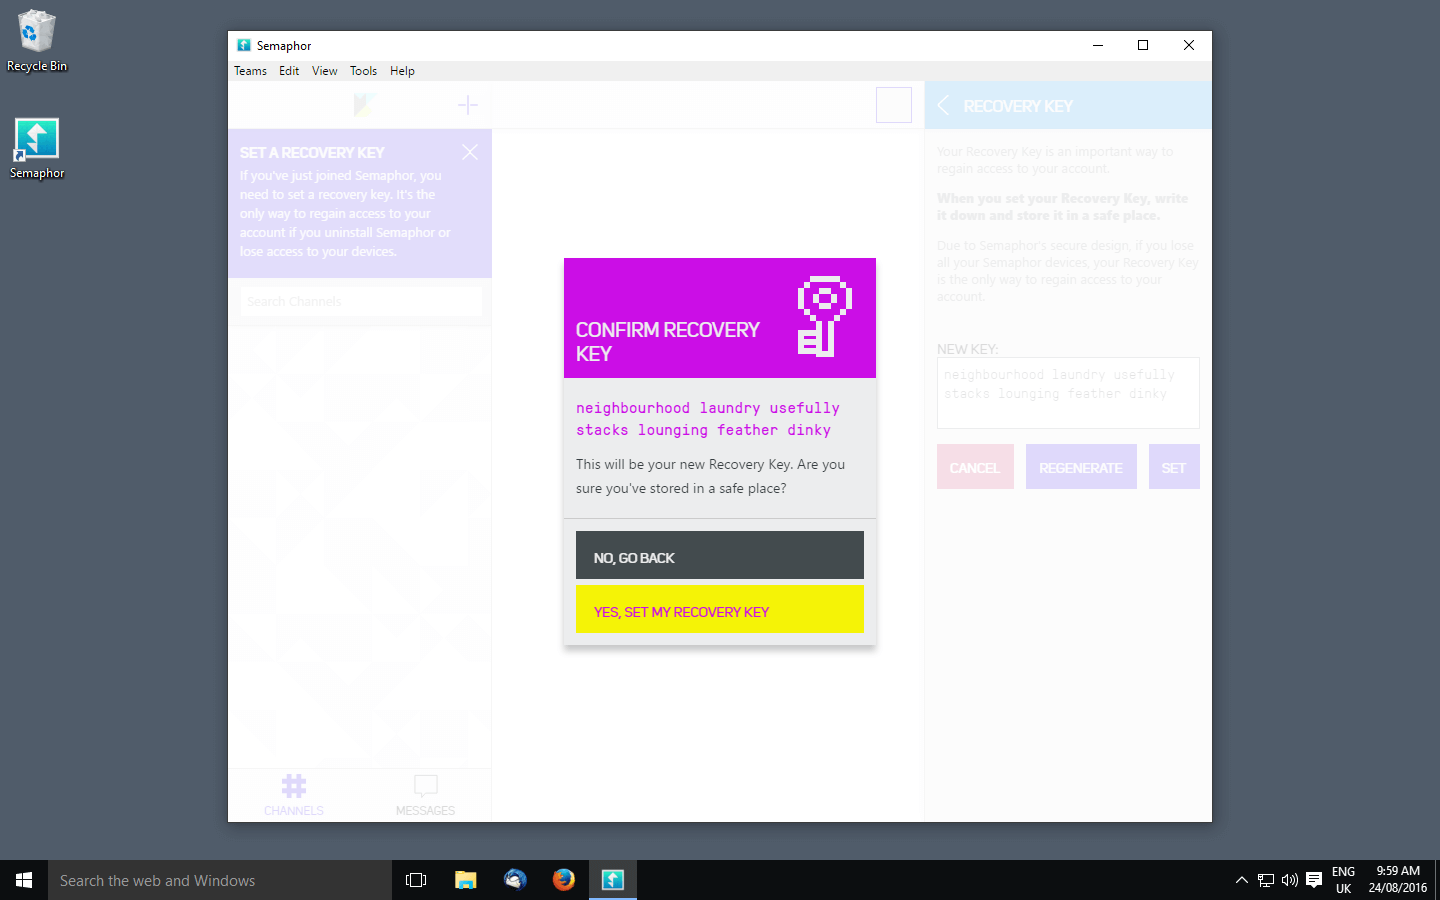 Recycle Bin
Semaphor
Semaphor
Teams Edit View Tools Help
SET A RECOVERY KEY
If you've just joined Semaphor, you
need to set a recovery key. It's the
only way to regain access to your
account if you uninstall Semaphor or
lose access to your devices.
Search Channels
CHANNELS
MESSAGES
CONFIRM RECOVERY
KEY
neighbourhood laundry usefully
stacks lounging feather dinky
This will be your new Recovery Key. Are you
sure you've stored in a safe place?
NO, GO BACK
YES, SET MY RECOVERY KEY
RECOVERY KEY
Your Recovery Key is an important way to
regain access to your account.
When you set your Recovery Key, write
it down and store it in a safe place.
Due to Semaphor's secure design, if you lose
all your Semaphor devices, your Recovery Key
is the only way to regain access to your
account.
NEW KEY:
neighbourhood laundry usefully
stacks lounging feather dinky
CANCEL
REGENERATE
SET
Search the web and Windows
ENG
UK
9:59 AM
24/08/2016